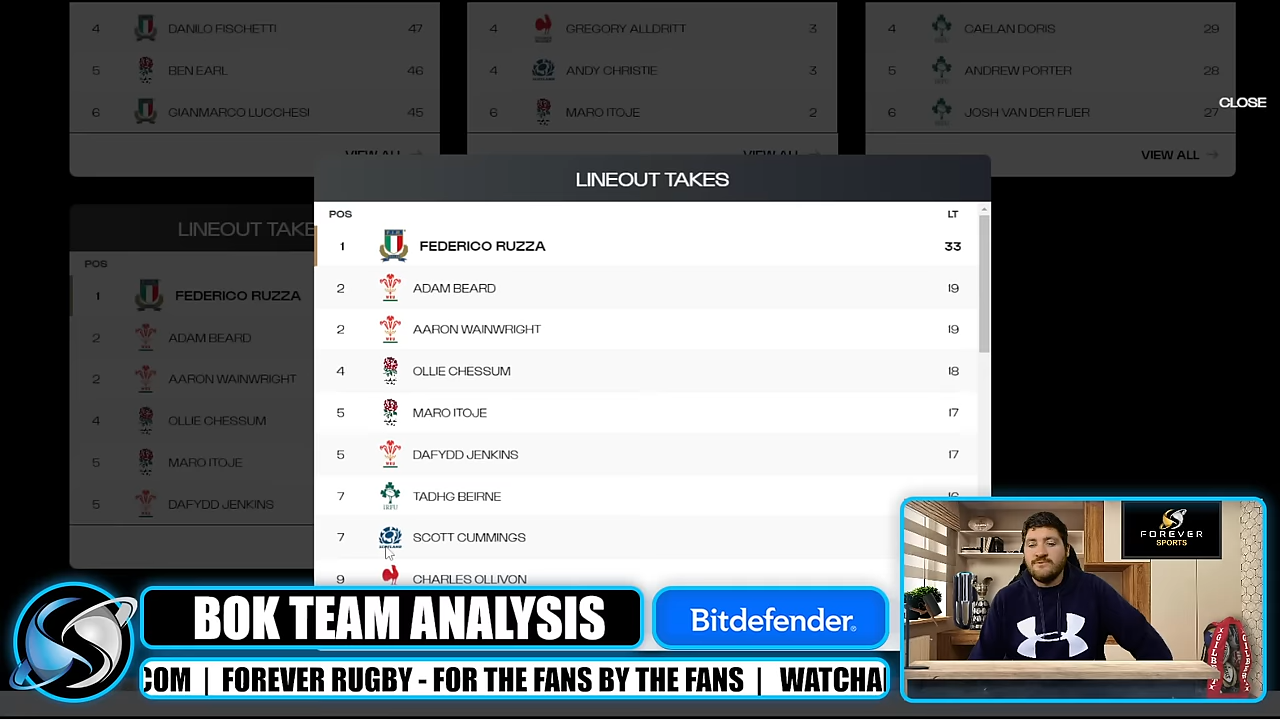 4 DANILO FISCHETTI 47
5 BEN EARL 46
6 GIANMARCO LUCCHESI 45
4 GREGORY ALLDRITT 3
4 ANDY CHRISTIE 3
6 MARO ITOJE 2
VIEW ALL
4 CAELAN DORIS 29
5 ANDREW PORTER 28
6 JOSH VAN DER FLIER 27
VIEW ALL
CLOSE
LINEOUT TAKE
POS
1 FEDERICO RUZZA
2 ADAM BEARD
2 AARON WAINWRIGHT
4 OLLIE CHESSUM
5 MARO ITOJE
5 DAFYDD JENKINS
LINEOUT TAKES
POS LT
1 FEDERICO RUZZA 33
2 ADAM BEARD 19
2 AARON WAINWRIGHT 19
4 OLLIE CHESSUM 18
5 MARO ITOJE 17
5 DAFYDD JENKINS 17
7 TADHG BEIRNE 16
7 SCOTT CUMMINGS
9 CHARLES OLLIVON
FOREVER
SPORTS
BOK TEAM ANALYSIS
Bitdefender
COM | FOREVER RUGBY - FOR THE FANS BY THE FANS | WATCHA